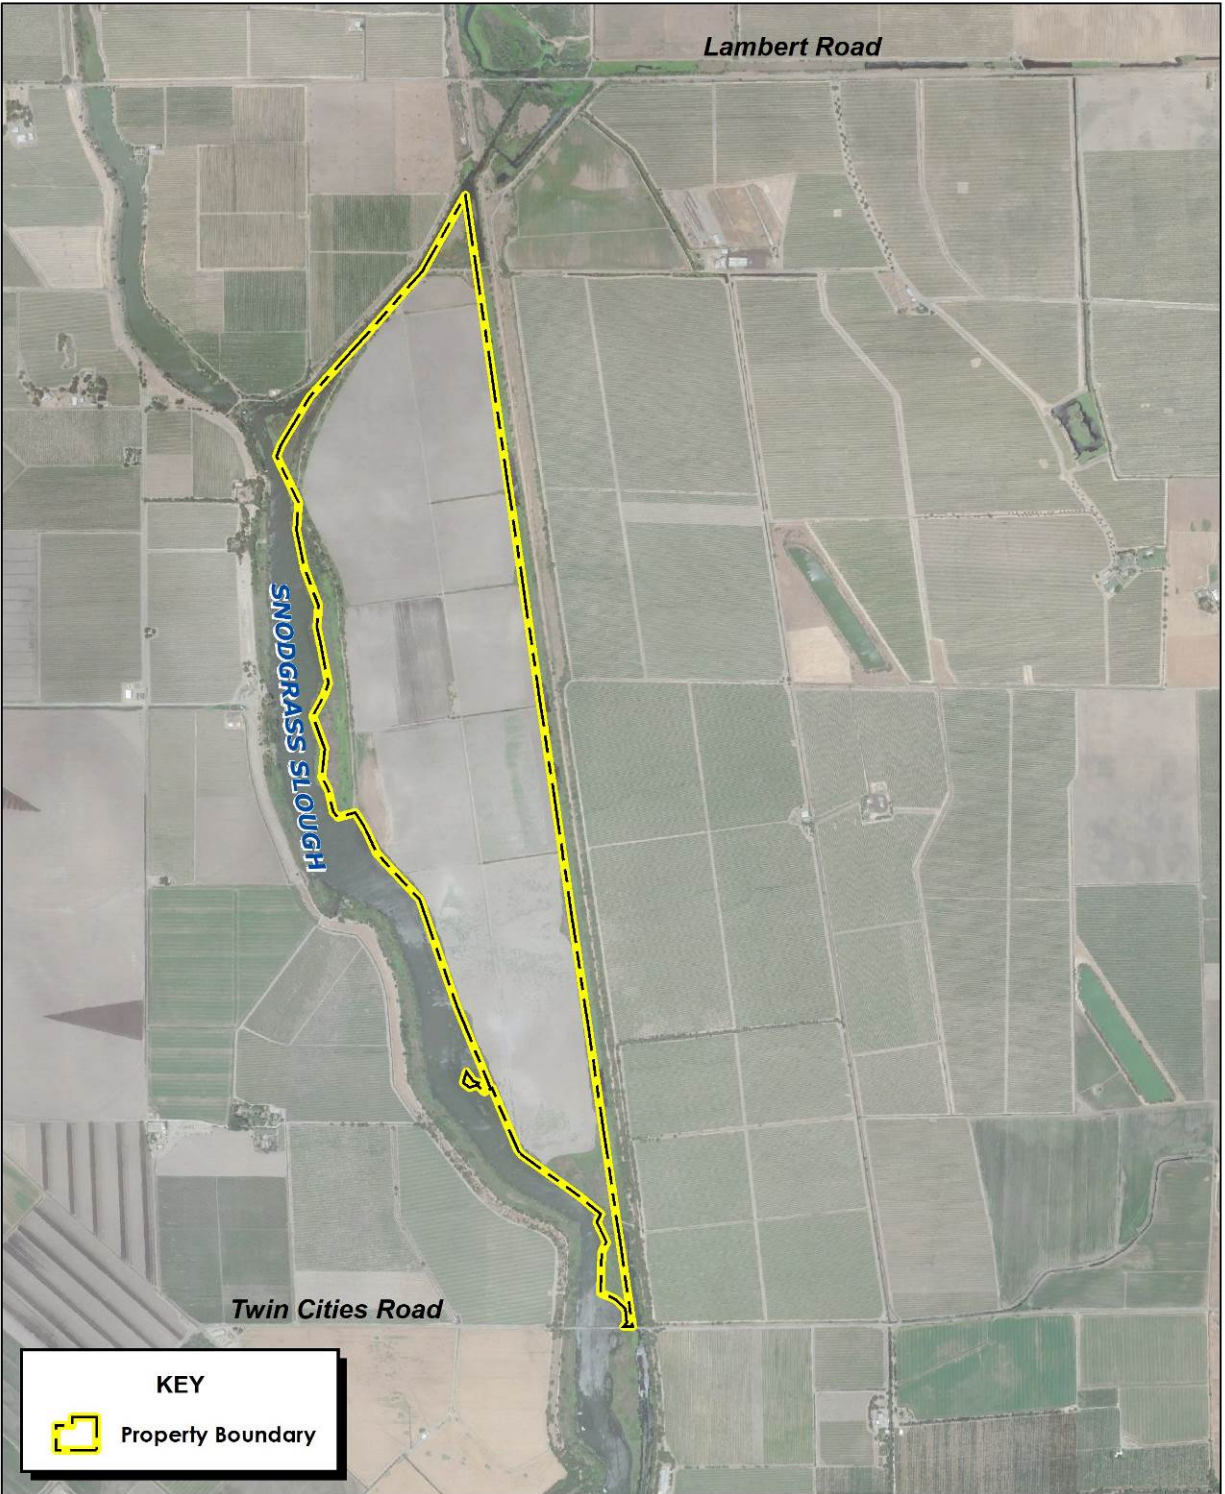 Lambert Road
SNODGRASS SLOUGH
Twin Cities Road
KEY
Property Boundary